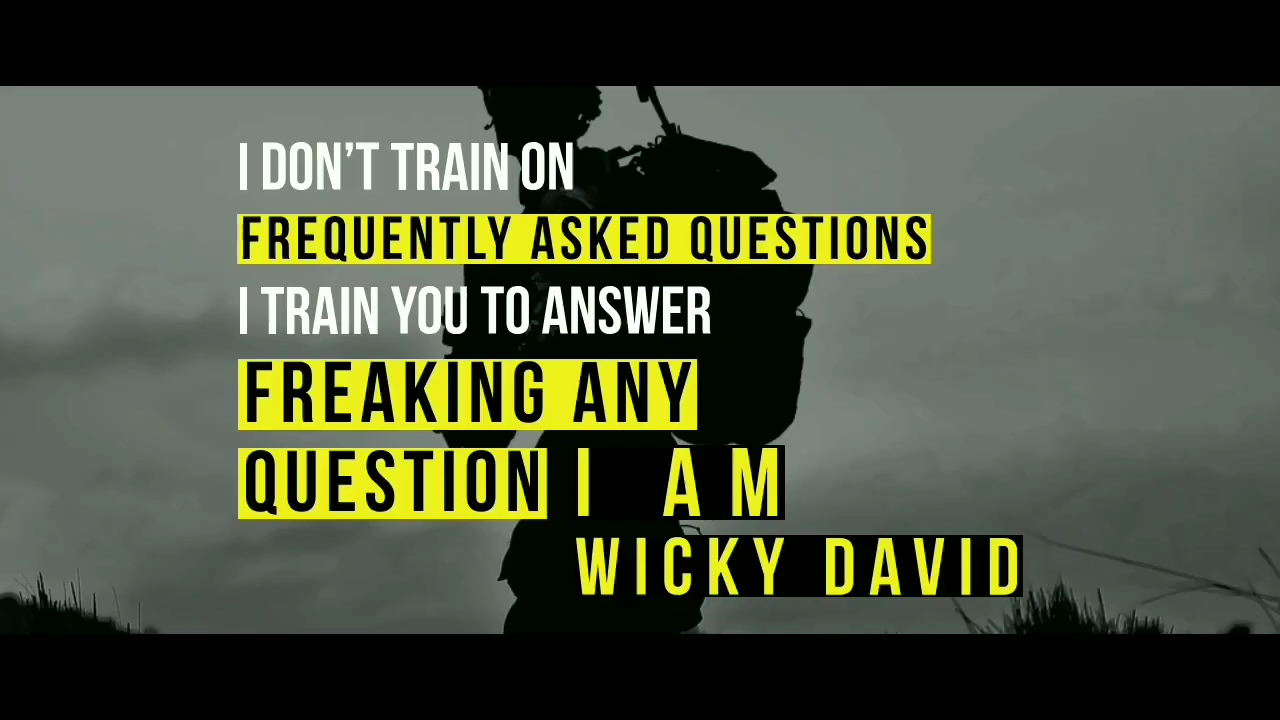 I DON'T TRAIN ON
FREQUENTLY ASKED QUESTIONS
I TRAIN YOU TO ANSWER
FREAKING ANY
QUESTION I AM
WICKY DAVID